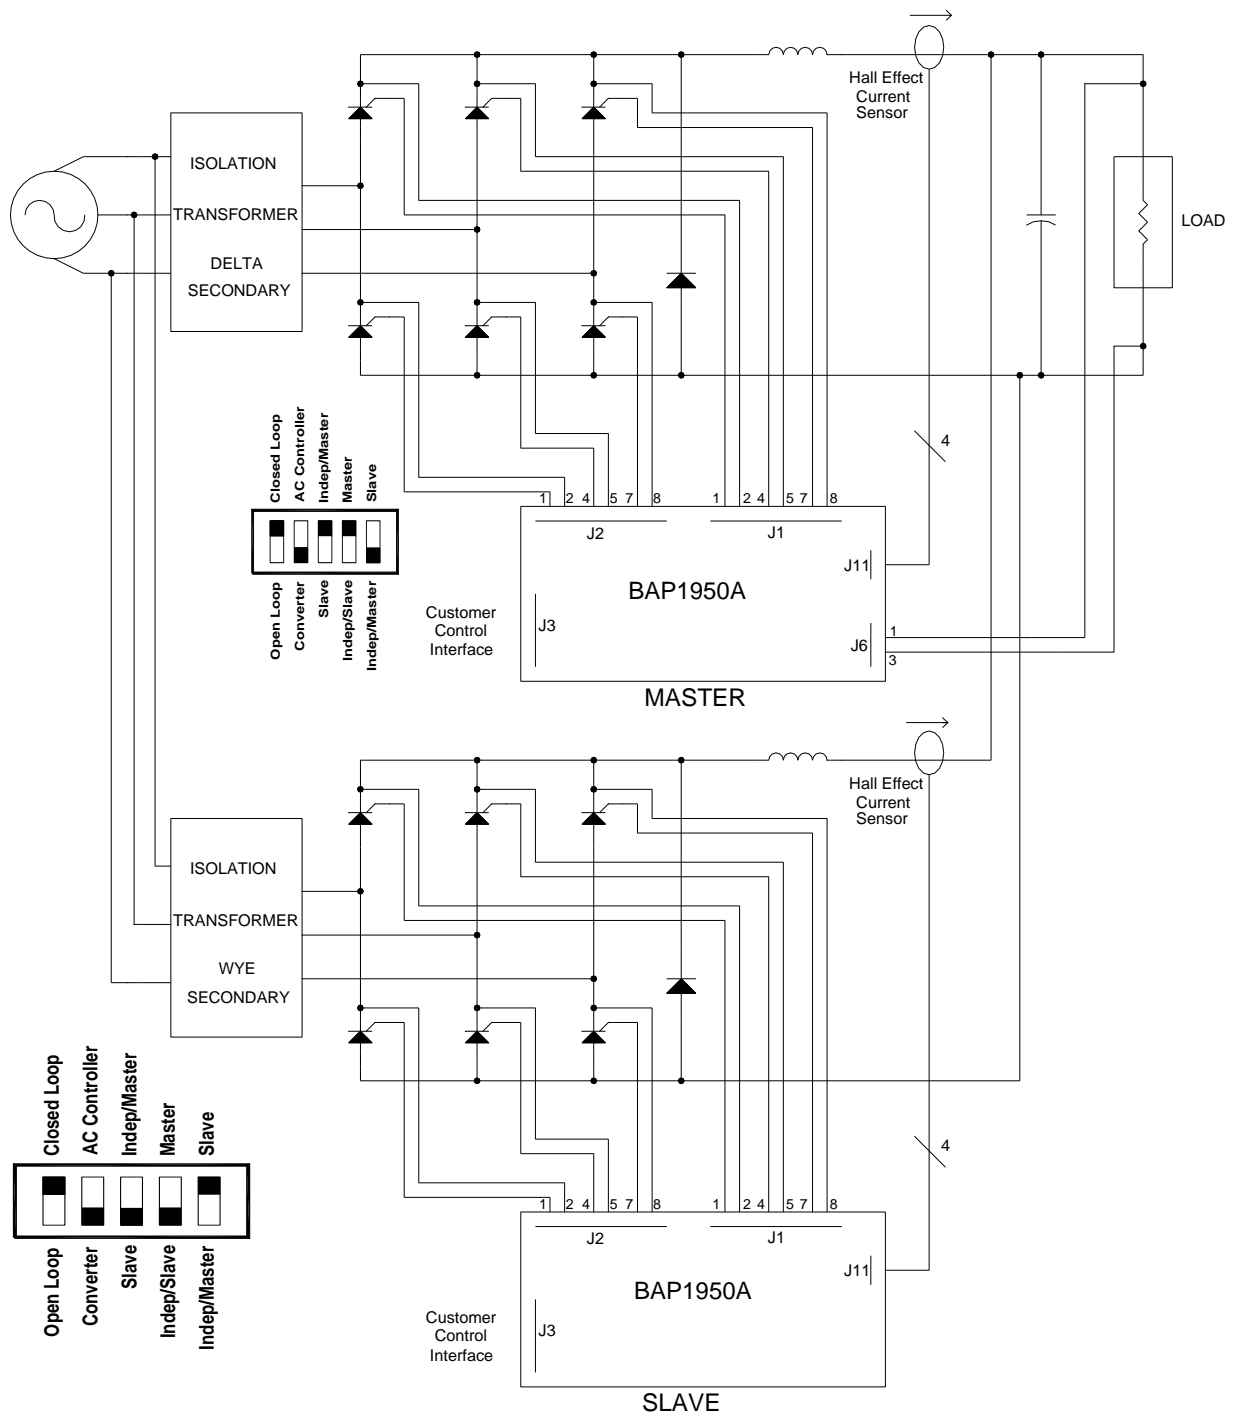 Hall Effect
Current
Sensor
ISOLATION
TRANSFORMER
DELTA
SECONDARY
LOAD
4
Closed Loop
AC Controller
Indep/Master
Master
Slave
Open Loop
Converter
Slave
Indep/Slave
Indep/Master
1 2 4 5 7 8
1 2 4 5 7 8
J2
J1
J11
BAP1950A
Customer
Control
Interface
J3
1
J6
3
MASTER
Hall Effect
Current
Sensor
ISOLATION
TRANSFORMER
WYE
SECONDARY
4
Closed Loop
AC Controller
Indep/Master
Master
Slave
Open Loop
Converter
Slave
Indep/Slave
Indep/Master
1 2 4 5 7 8
1 2 4 5 7 8
J2
J1
J11
BAP1950A
Customer
Control
Interface
J3
SLAVE